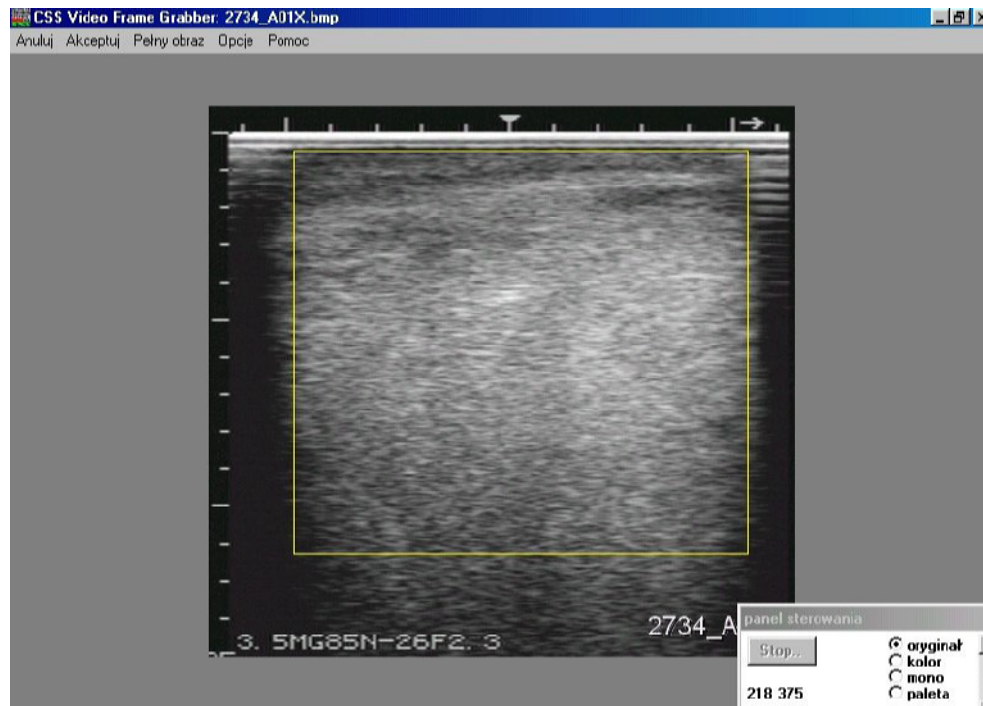 CSS Video Frame Grabber: 2734_A01X.bmp
Anuluj Akceptuj Pełny obraz Opcje Pomoc
3. 5MG85N-26F2. 3
2734_A
panel sterowania
Stop..
oryginał
kolor
mono
218 375
paleta